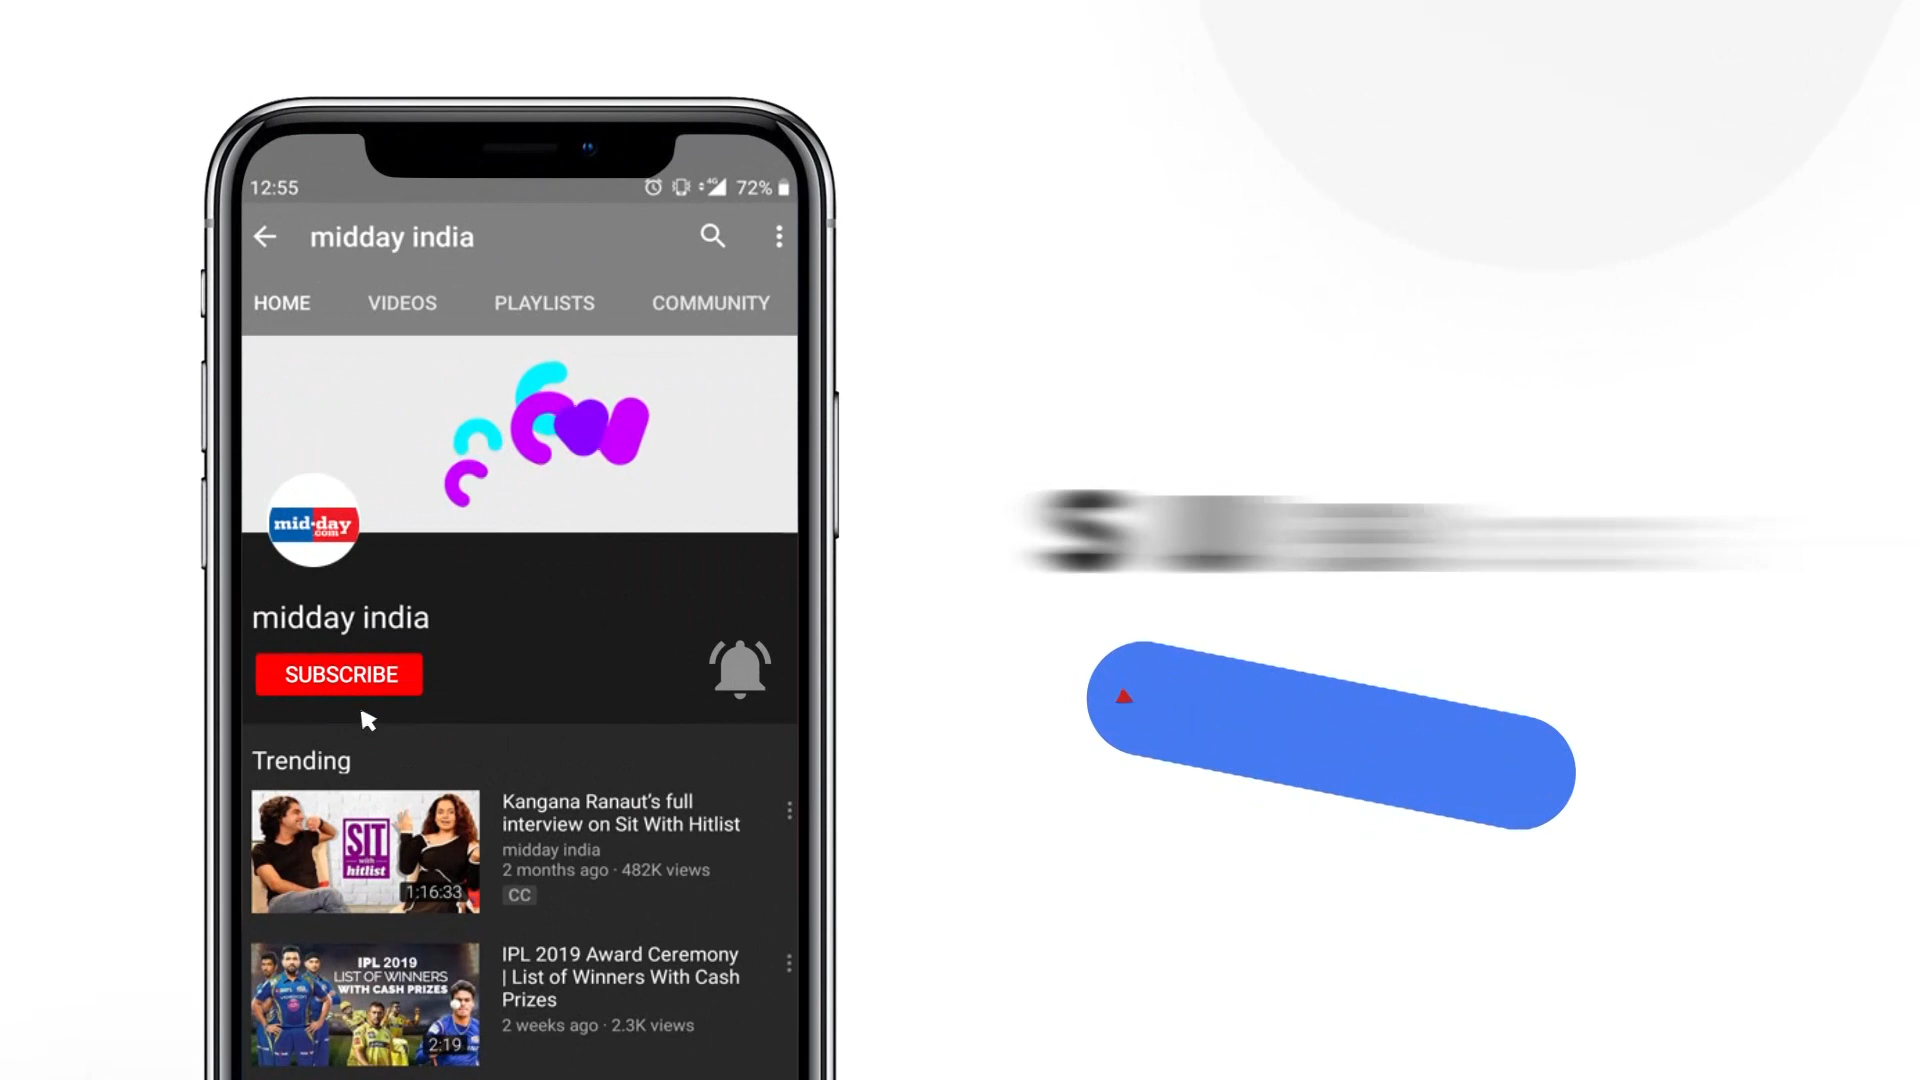 12:55
4G
72%
midday india
HOME
VIDEOS
PLAYLISTS
COMMUNITY
mid-day
.com
midday india
SUBSCRIBE
Trending
SIT
with
hitlist
1:16:33
Kangana Ranaut’s full
interview on Sit With Hitlist
midday india
2 months ago · 482K views
CC
IPL 2019
LIST OF WINNERS
WITH CASH PRIZES
2:19
IPL 2019 Award Ceremony
| List of Winners With Cash
Prizes
2 weeks ago · 2.3K views